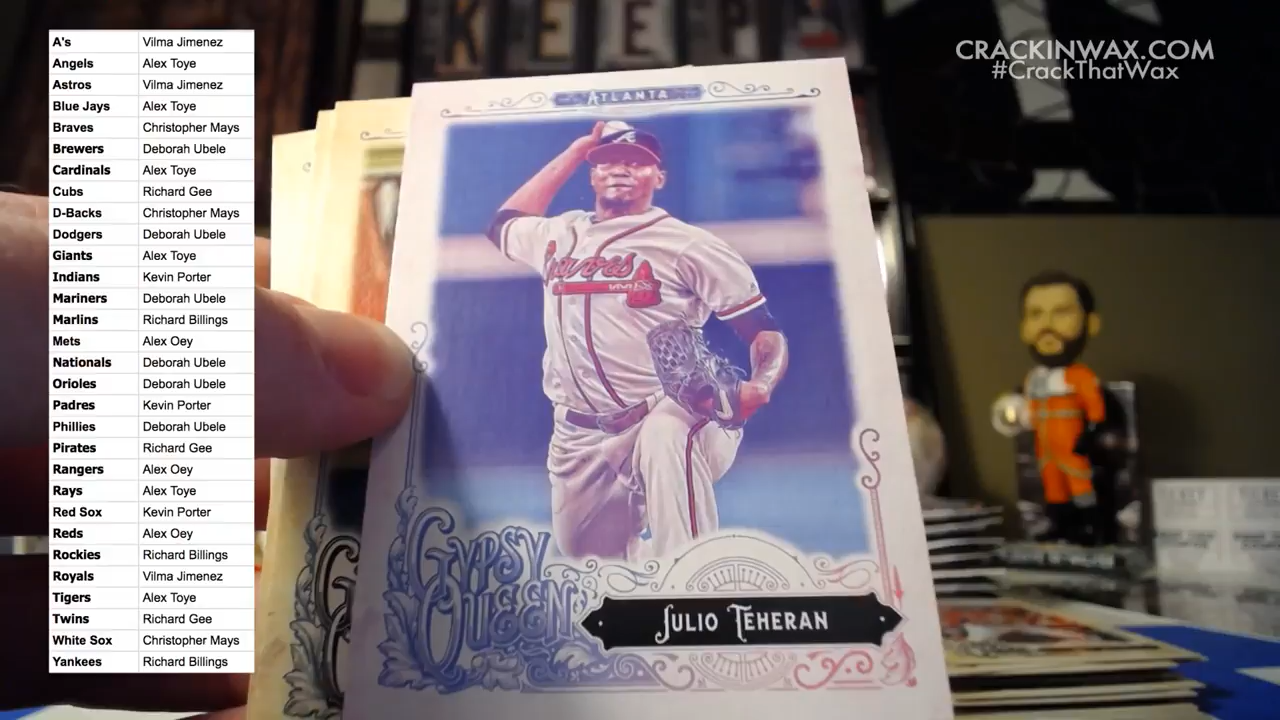 A's Vilma Jimenez
Angels Alex Toye
Astros Vilma Jimenez
Blue Jays Alex Toye
Braves Christopher Mays
Brewers Deborah Ubele
Cardinals Alex Toye
Cubs Richard Gee
D-Backs Christopher Mays
Dodgers Deborah Ubele
Giants Alex Toye
Indians Kevin Porter
Mariners Deborah Ubele
Marlins Richard Billings
Mets Alex Oey
Nationals Deborah Ubele
Orioles Deborah Ubele
Padres Kevin Porter
Phillies Deborah Ubele
Pirates Richard Gee
Rangers Alex Oey
Rays Alex Toye
Red Sox Kevin Porter
Reds Alex Oey
Rockies Richard Billings
Royals Vilma Jimenez
Tigers Alex Toye
Twins Richard Gee
White Sox Christopher Mays
Yankees Richard Billings
KEEP
CRACKINWAX.COM
#CrackThatWax
ATLANTA
Braves
GYPSY
QUEEN
JULIO TEHERAN